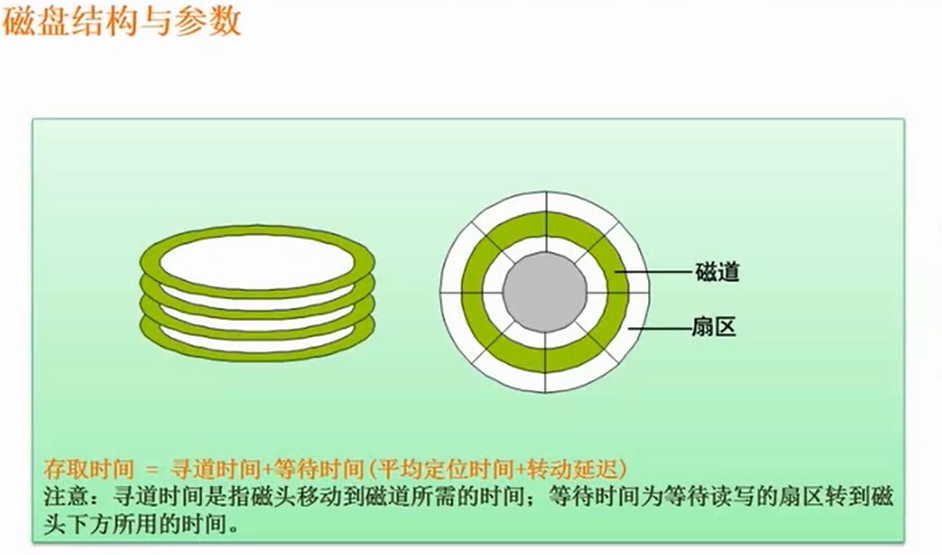 磁盘结构与参数
磁道
扇区
存取时间 = 寻道时间+等待时间(平均定位时间+转动延迟)
注意：寻道时间是指磁头移动到磁道所需的时间；等待时间为等待读写的扇区转到磁
头下方所用的时间。